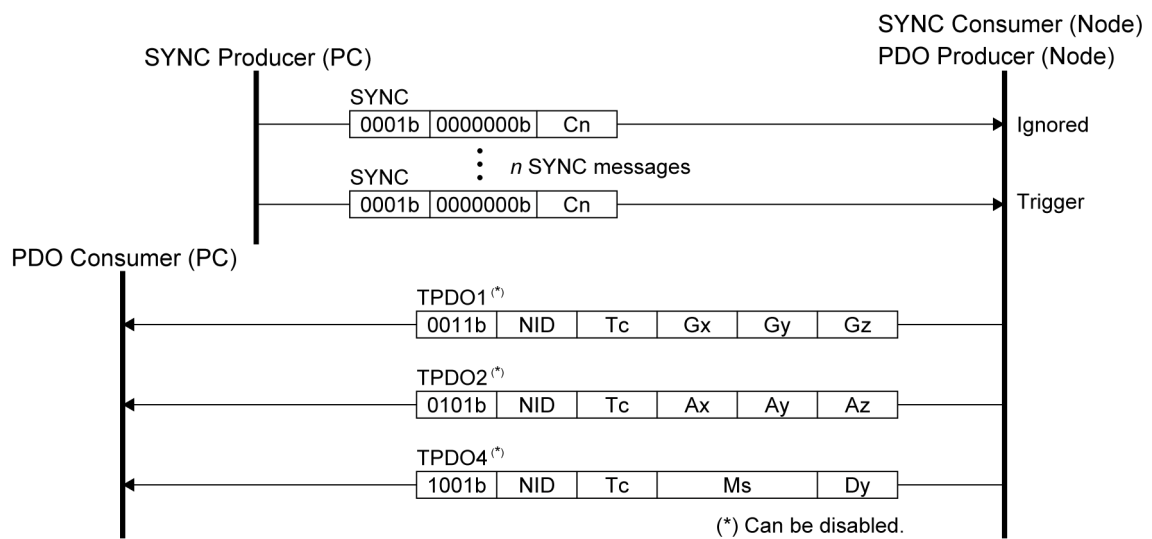 SYNC Consumer (Node)
SYNC Producer (PC) PDO Producer (Node)
SYNC
0001b 0000000b Cn Ignored
n SYNC messages
SYNC
0001b 0000000b Cn Trigger
PDO Consumer (PC)
TPDO1 (*)
0011b NID Tc Gx Gy Gz
TPDO2 (*)
0101b NID Tc Ax Ay Az
TPDO4 (*)
1001b NID Tc Ms Dy
(*) Can be disabled.